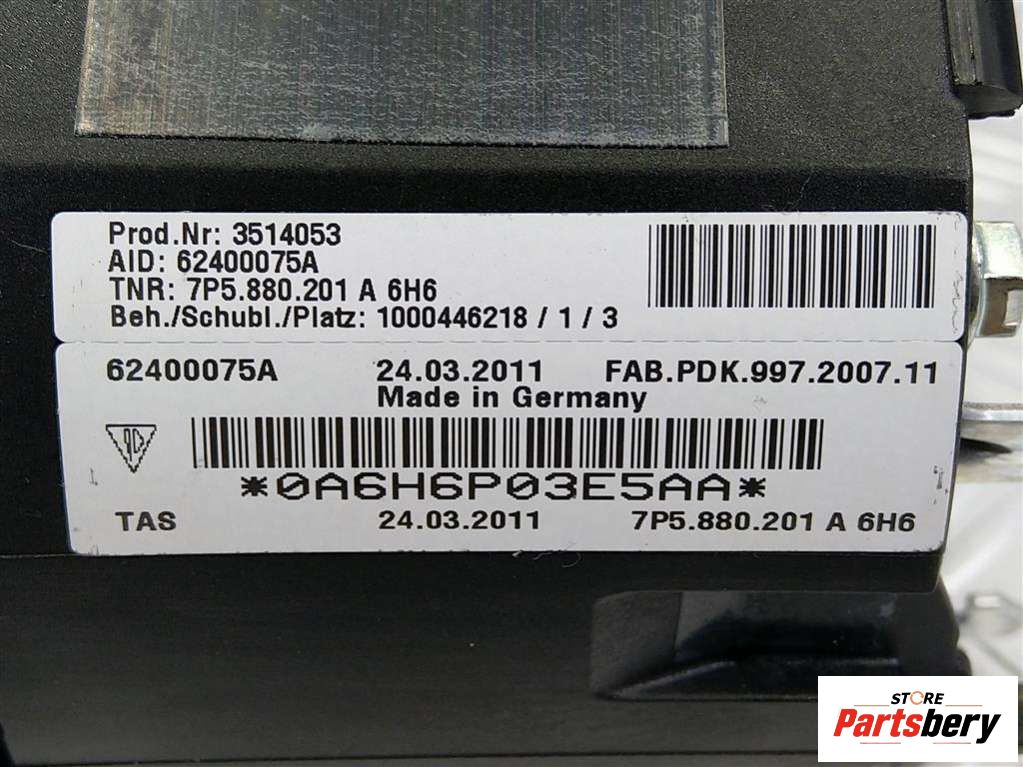 Prod.Nr: 3514053
AID: 62400075A
TNR: 7P5.880.201 A 6H6
Beh./Schubl./Platz: 1000446218 / 1 / 3
62400075A 24.03.2011 FAB.PDK.997.2007.11
Made in Germany
*0A6H6P03E5AA*
TAS 24.03.2011 7P5.880.201 A 6H6
STORE
Partsbery